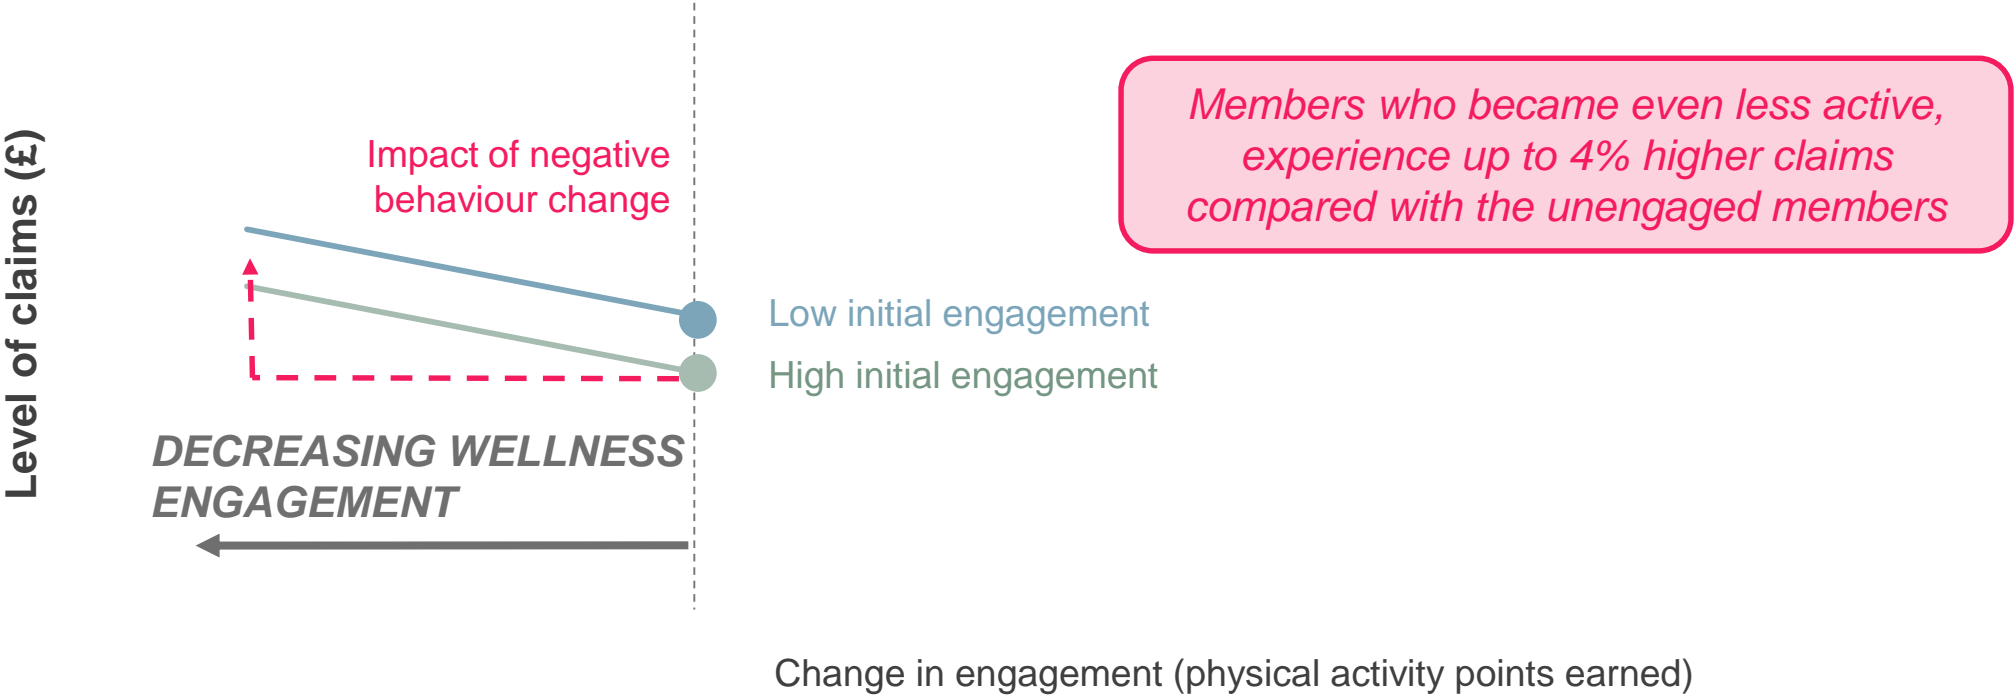 Level of claims (£)
Impact of negative
behaviour change
Members who became even less active,
experience up to 4% higher claims
compared with the unengaged members
Low initial engagement
High initial engagement
DECREASING WELLNESS
ENGAGEMENT
Change in engagement (physical activity points earned)